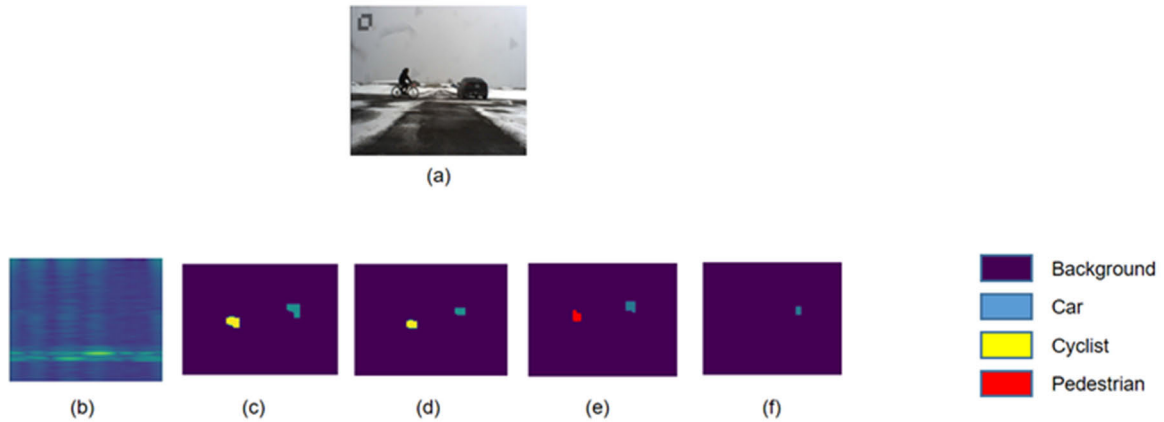 (a)
(b)
(c)
(d)
(e)
(f)
Background
Car
Cyclist
Pedestrian